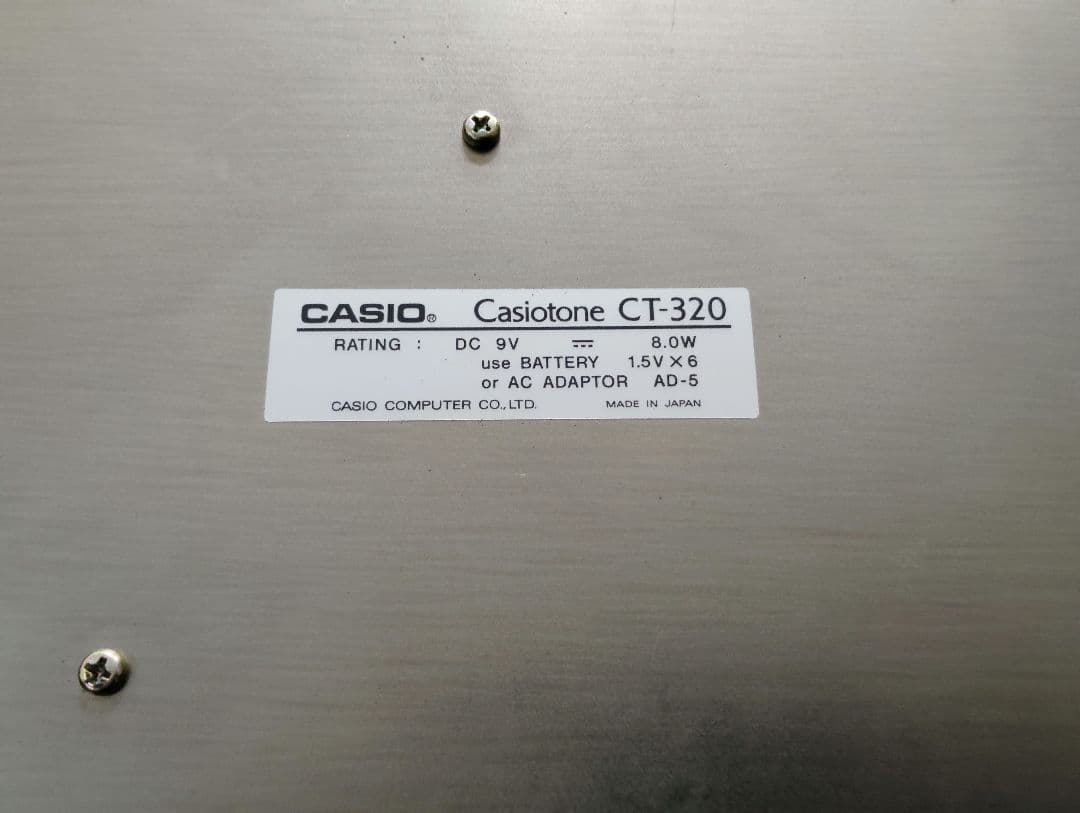 CASIO® Casiotone CT-320
RATING : DC 9V ⎓ 8.0W
use BATTERY 1.5V X 6
or AC ADAPTOR AD-5
CASIO COMPUTER CO., LTD. MADE IN JAPAN